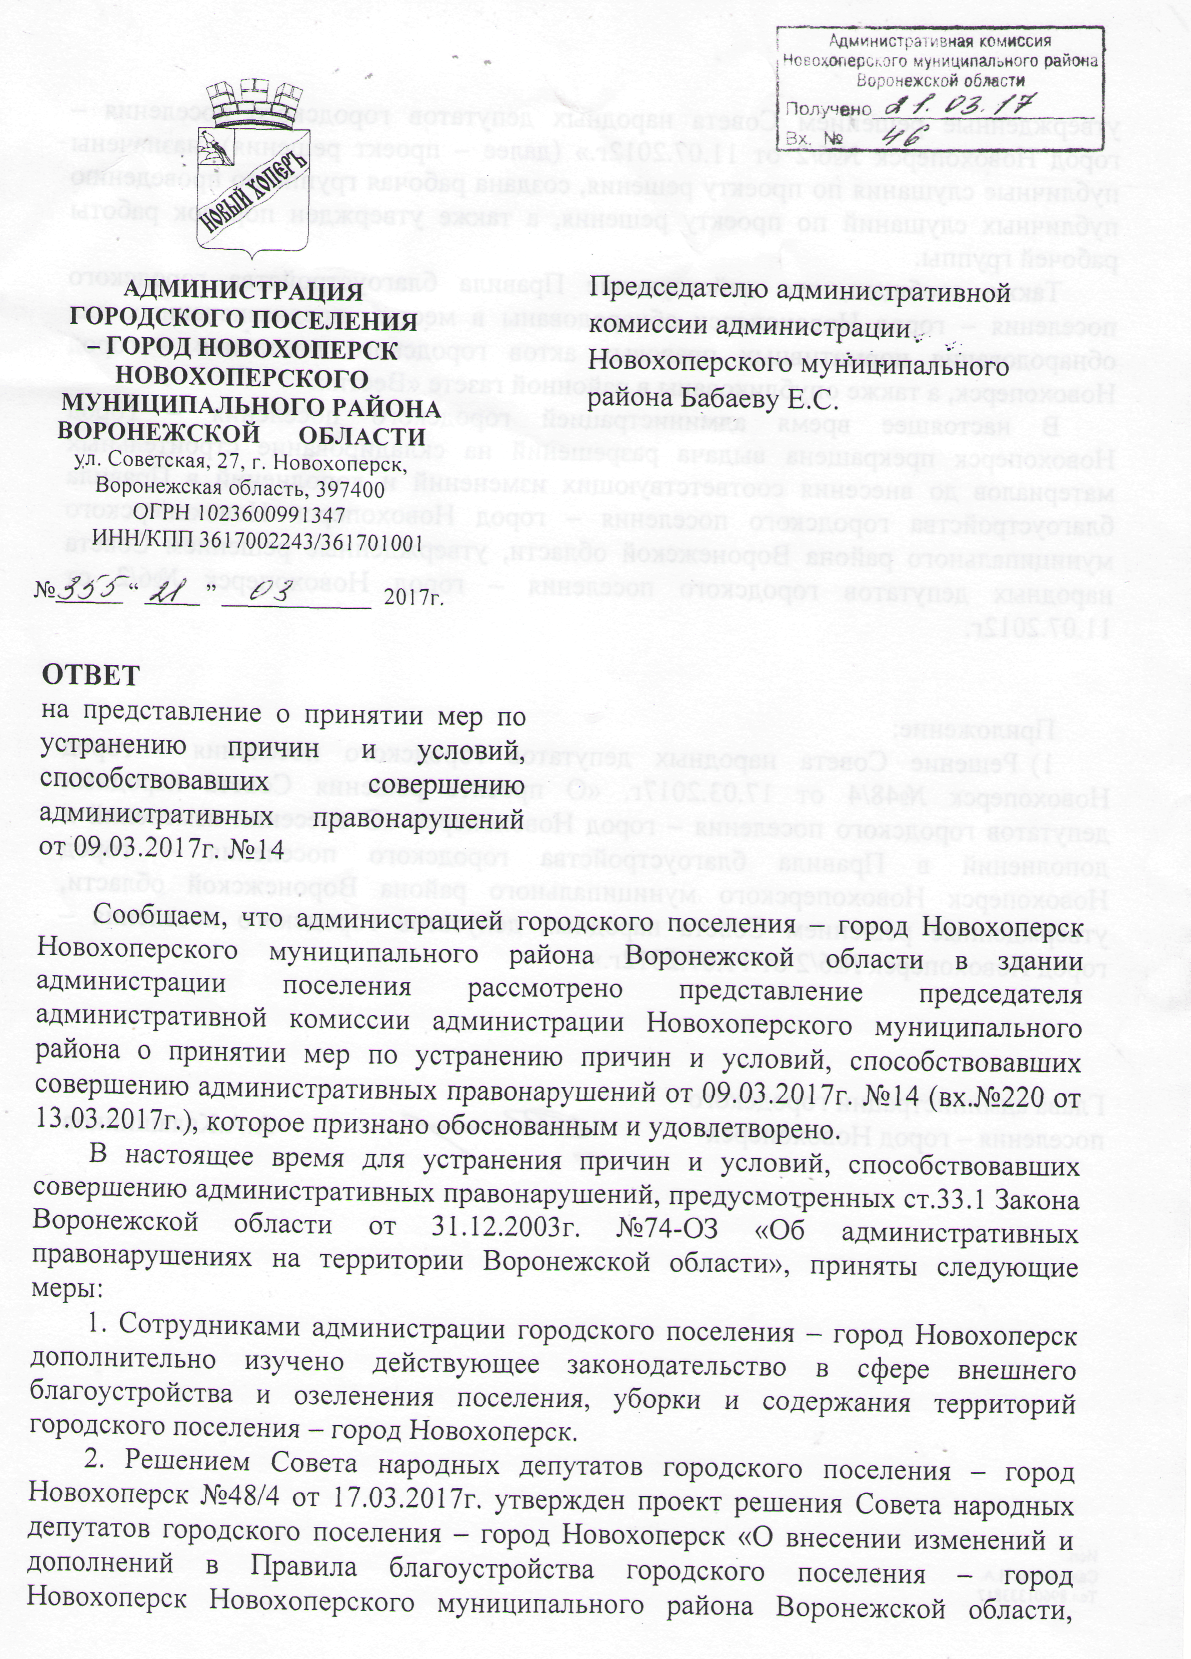 Административная комиссия
Новохоперского муниципального района
Воронежской области
Получено 21.03.17
Вх. № 46
НОВЫЙ ХОПЕРЪ
АДМИНИСТРАЦИЯ
ГОРОДСКОГО ПОСЕЛЕНИЯ
– ГОРОД НОВОХОПЕРСК
НОВОХОПЕРСКОГО
МУНИЦИПАЛЬНОГО РАЙОНА
ВОРОНЕЖСКОЙ ОБЛАСТИ
ул. Советская, 27, г. Новохоперск,
Воронежская область, 397400
ОГРН 1023600991347
ИНН/КПП 3617002243/361701001
№ 355 “ 21 ” 03 2017г.
Председателю административной
комиссии администрации
Новохоперского муниципального
района Бабаеву Е.С.
ОТВЕТ
на представление о принятии мер по
устранению причин и условий,
способствовавших совершению
административных правонарушений
от 09.03.2017г. №14
Сообщаем, что администрацией городского поселения – город Новохоперск
Новохоперского муниципального района Воронежской области в здании
администрации поселения рассмотрено представление председателя
административной комиссии администрации Новохоперского муниципального
района о принятии мер по устранению причин и условий, способствовавших
совершению административных правонарушений от 09.03.2017г. №14 (вх.№220 от
13.03.2017г.), которое признано обоснованным и удовлетворено.
В настоящее время для устранения причин и условий, способствовавших
совершению административных правонарушений, предусмотренных ст.33.1 Закона
Воронежской области от 31.12.2003г. №74-ОЗ «Об административных
правонарушениях на территории Воронежской области», приняты следующие
меры:
1. Сотрудниками администрации городского поселения – город Новохоперск
дополнительно изучено действующее законодательство в сфере внешнего
благоустройства и озеленения поселения, уборки и содержания территорий
городского поселения – город Новохоперск.
2. Решением Совета народных депутатов городского поселения – город
Новохоперск №48/4 от 17.03.2017г. утвержден проект решения Совета народных
депутатов городского поселения – город Новохоперск «О внесении изменений и
дополнений в Правила благоустройства городского поселения – город
Новохоперск Новохоперского муниципального района Воронежской области,